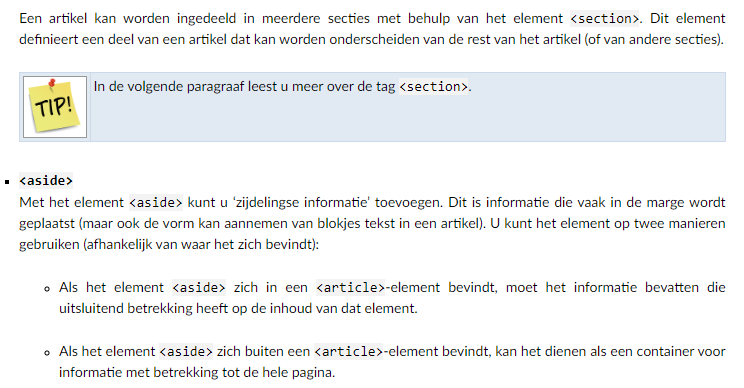 Een artikel kan worden ingedeeld in meerdere secties met behulp van het element <section>. Dit element
definieert een deel van een artikel dat kan worden onderscheiden van de rest van het artikel (of van andere secties).
TIP!
In de volgende paragraaf leest u meer over de tag <section>.
▪ <aside>
Met het element <aside> kunt u ‘zijdelingse informatie’ toevoegen. Dit is informatie die vaak in de marge wordt
geplaatst (maar ook de vorm kan aannemen van blokjes tekst in een artikel). U kunt het element op twee manieren
gebruiken (afhankelijk van waar het zich bevindt):
◦ Als het element <aside> zich in een <article>-element bevindt, moet het informatie bevatten die
uitsluitend betrekking heeft op de inhoud van dat element.
◦ Als het element <aside> zich buiten een <article>-element bevindt, kan het dienen als een container voor
informatie met betrekking tot de hele pagina.